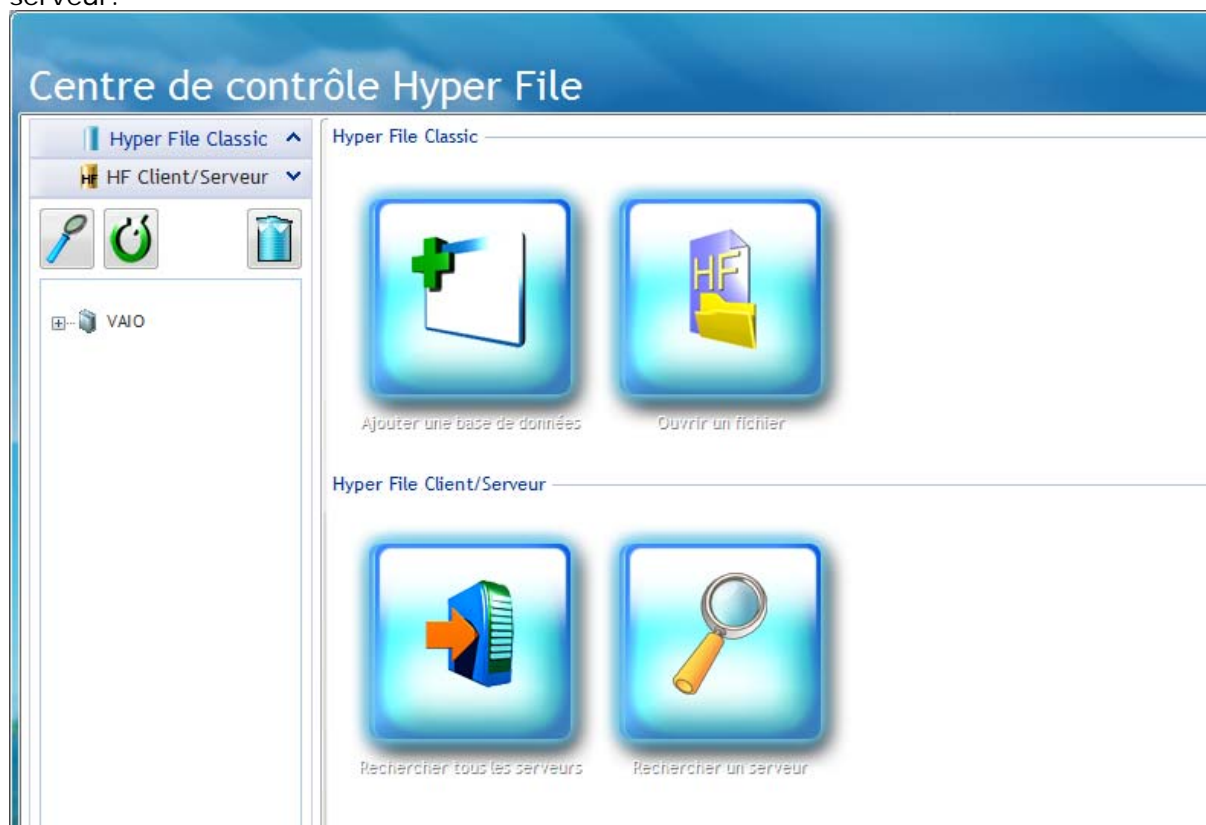 serveur.
Centre de contrôle Hyper File
Hyper File Classic
HF Client/Serveur
VAIO
Hyper File Classic
Ajouter une base de données
Ouvrir un fichier
Hyper File Client/Serveur
Rechercher tous les serveurs
Rechercher un serveur